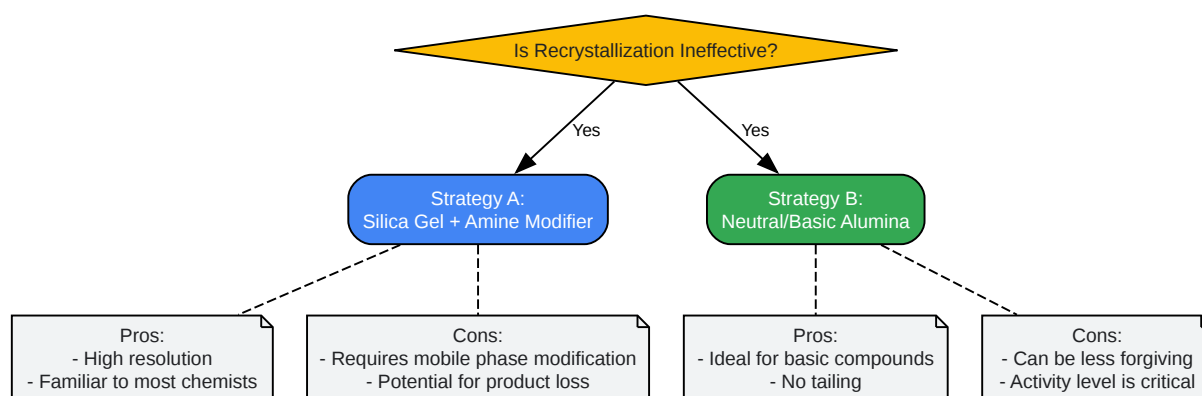 Is Recrystallization Ineffective?
Yes
Yes
Strategy A:
Silica Gel + Amine Modifier
Strategy B:
Neutral/Basic Alumina
Pros:
- High resolution
- Familiar to most chemists
Cons:
- Requires mobile phase modification
- Potential for product loss
Pros:
- Ideal for basic compounds
- No tailing
Cons:
- Can be less forgiving
- Activity level is critical